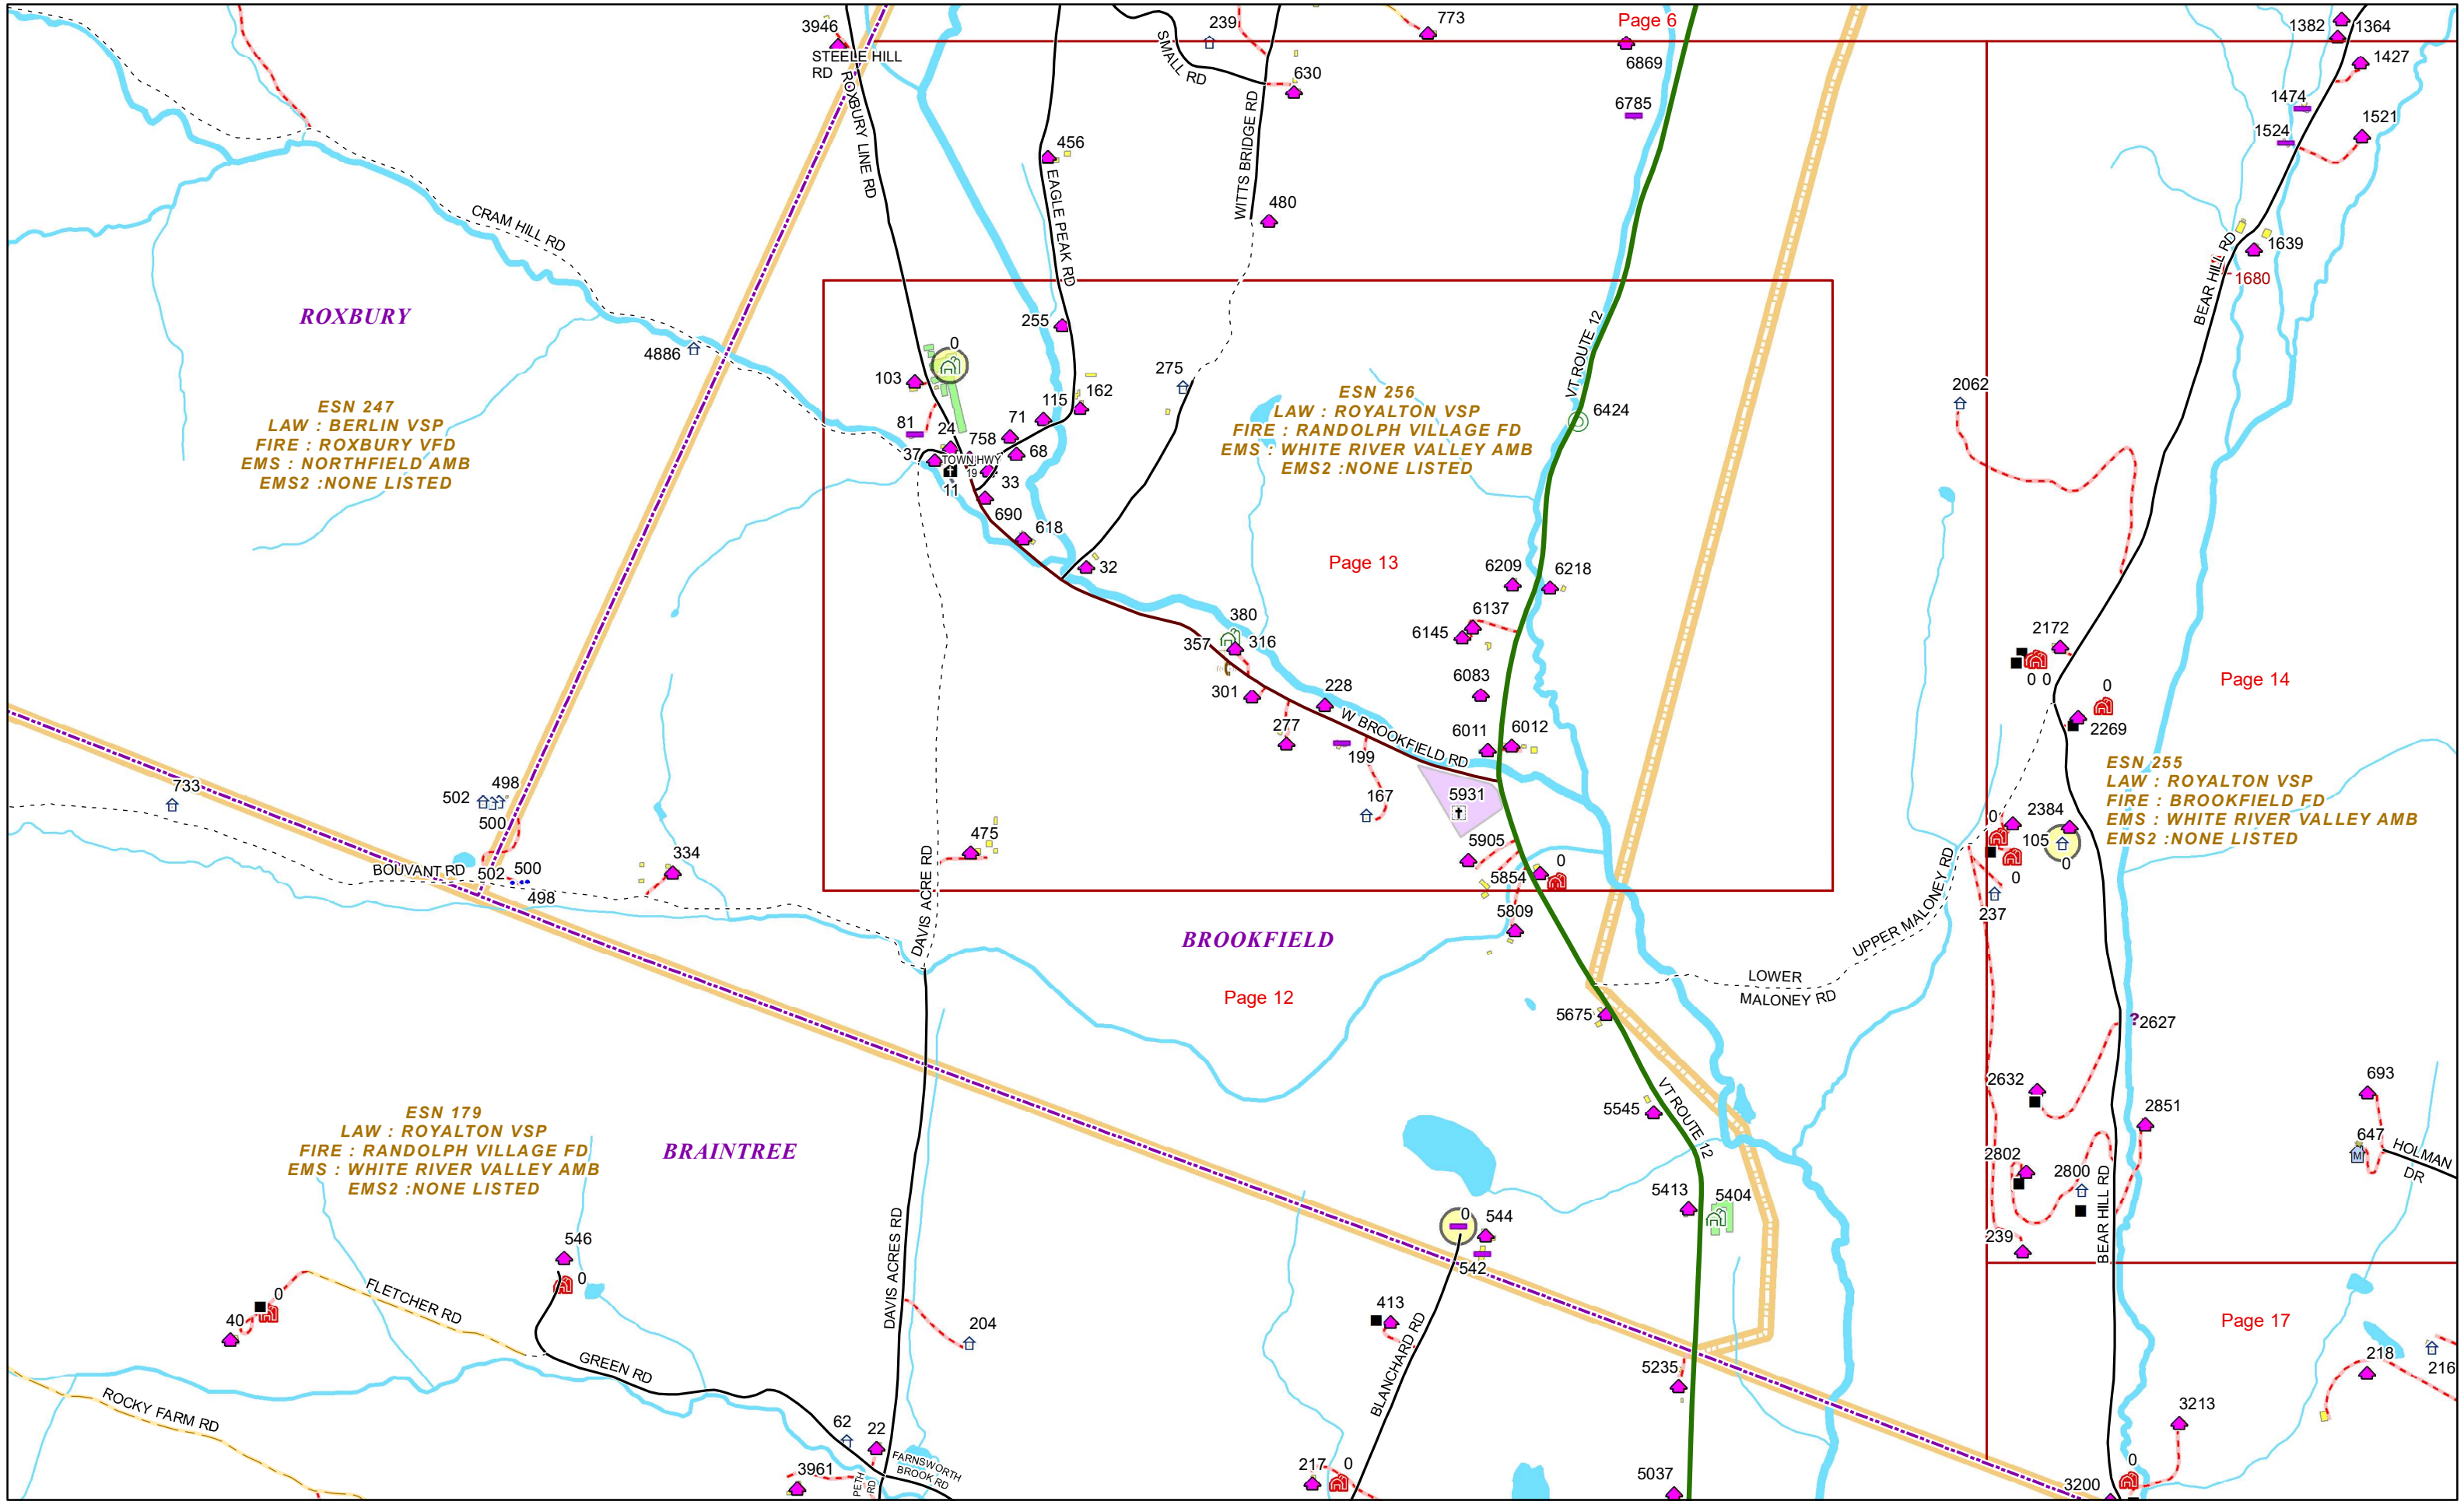 3946
239
773
Page 6
1382
1364
STEELE HILL
RD
SMALL RD
630
6869
1427
ROXBURY LINE RD
6785
1474
1524
1521
456
WITTS BRIDGE RD
EAGLE PEAK RD
480
CRAM HILL RD
1639
BEAR HILL RD
1680
ROXBURY
255
4886
0
103
275
VT ROUTE 12
2062
ESN 247
LAW : BERLIN VSP
FIRE : ROXBURY VFD
EMS : NORTHFIELD AMB
EMS2 :NONE LISTED
162
115
71
81
24
758
68
37
TOWN HWY
19
33
11
690
618
32
ESN 256
LAW : ROYALTON VSP
FIRE : RANDOLPH VILLAGE FD
EMS : WHITE RIVER VALLEY AMB
EMS2 :NONE LISTED
6424
Page 13
6209
6218
6137
6145
380
357
316
301
228
277
6083
W BROOKFIELD RD
6011
6012
199
167
5931
2172
0 0
0
2269
Page 14
ESN 255
LAW : ROYALTON VSP
FIRE : BROOKFIELD FD
EMS : WHITE RIVER VALLEY AMB
EMS2 :NONE LISTED
733
502
498
500
BOUVANT RD
502
500
498
334
475
DAVIS ACRE RD
5905
5854
0
5809
0
2384
105
0
0
237
UPPER MALONEY RD
BROOKFIELD
Page 12
LOWER
MALONEY RD
5675
?
2627
VT ROUTE 12
5545
2632
693
2851
647
M
HOLMAN
DR
ESN 179
LAW : ROYALTON VSP
FIRE : RANDOLPH VILLAGE FD
EMS : WHITE RIVER VALLEY AMB
EMS2 :NONE LISTED
BRAINTREE
2802
2800
BEAR HILL RD
5413
5404
0
544
542
239
546
0
DAVIS ACRES RD
FLETCHER RD
0
40
204
413
BLANCHARD RD
Page 17
GREEN RD
5235
218
216
ROCKY FARM RD
62
22
3213
3961
PETH
RD
FARNSWORTH
BROOK RD
217
0
5037
0
3200